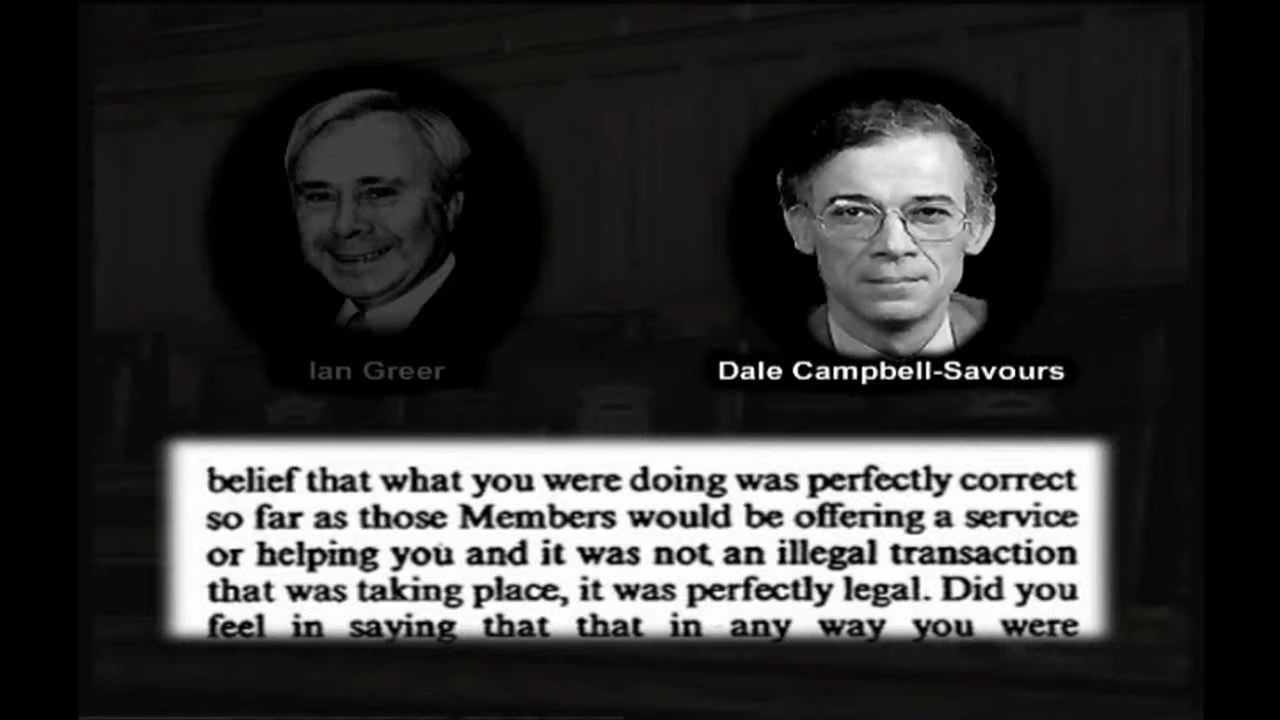 Ian Greer
Dale Campbell-Savours
belief that what you were doing was perfectly correct
so far as those Members would be offering a service
or helping you and it was not an illegal transaction
that was taking place, it was perfectly legal. Did you
feel in saying that that in any way you were